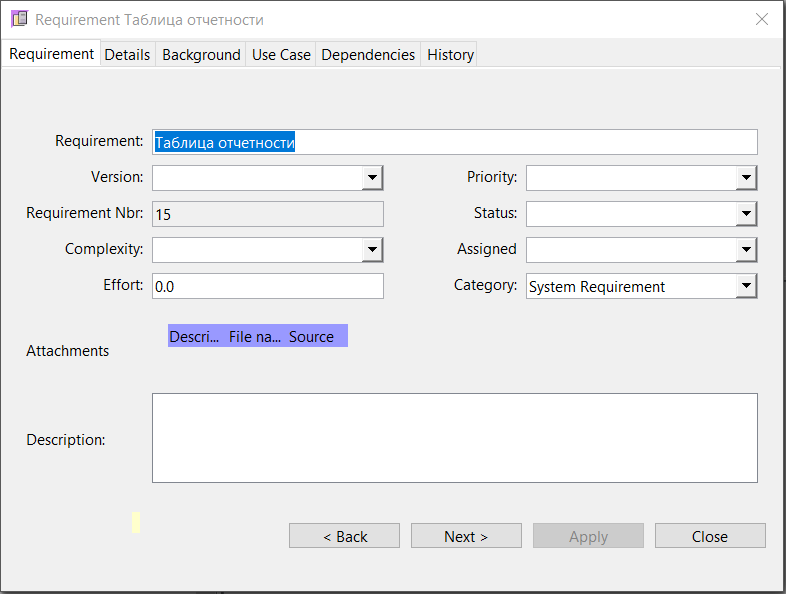 Requirement Таблица отчетности
Requirement Details Background Use Case Dependencies History
Requirement: Таблица отчетности
Version: Priority:
Requirement Nbr: 15 Status:
Complexity: Assigned
Effort: 0.0 Category: System Requirement
Descri... File na... Source
Attachments
Description:
< Back Next > Apply Close